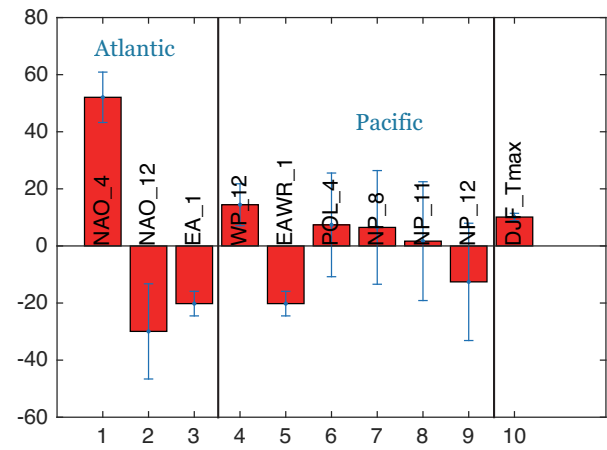 80
60
40
20
0
-20
-40
-60
Atlantic
Pacific
NAO_4
NAO_12
EA_1
WP_12
EAWR_1
POL_4
NP_8
NP_11
NP_12
DJF_Tmax
1 2 3 4 5 6 7 8 9 10